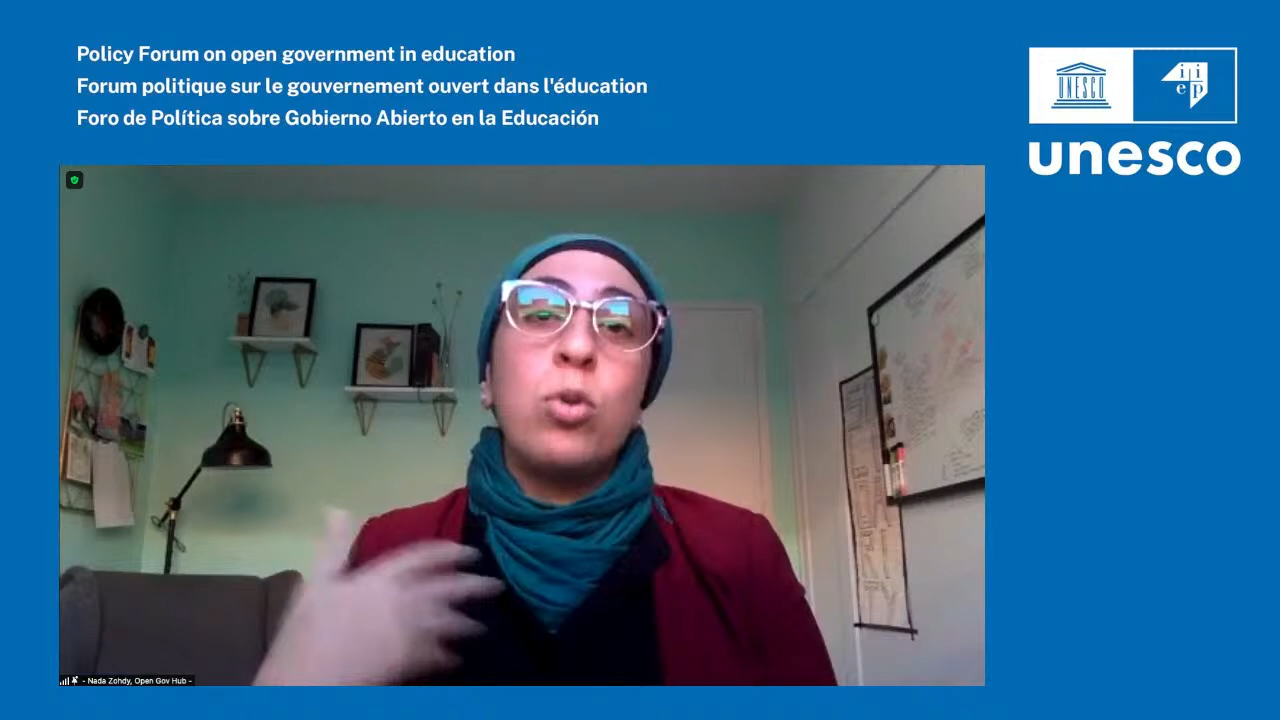 Policy Forum on open government in education
Forum politique sur le gouvernement ouvert dans l'éducation
Foro de Política sobre Gobierno Abierto en la Educación
UNESCO
i i
e p
unesco
- Nada Zohdy, Open Gov Hub -